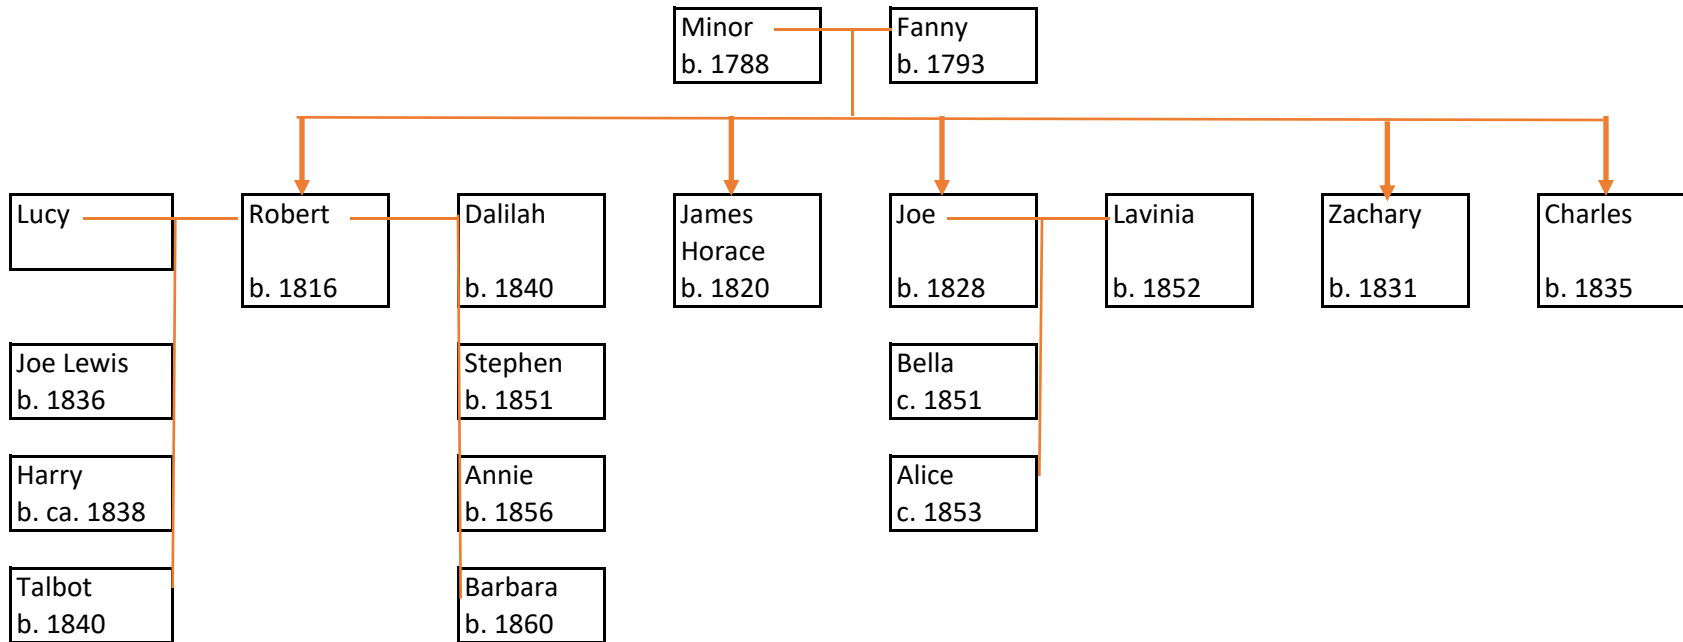 Minor
b. 1788
Fanny
b. 1793
Lucy
Robert
b. 1816
Dalilah
b. 1840
James
Horace
b. 1820
Joe
b. 1828
Lavinia
b. 1852
Zachary
b. 1831
Charles
b. 1835
Joe Lewis
b. 1836
Stephen
b. 1851
Bella
c. 1851
Harry
b. ca. 1838
Annie
b. 1856
Alice
c. 1853
Talbot
b. 1840
Barbara
b. 1860